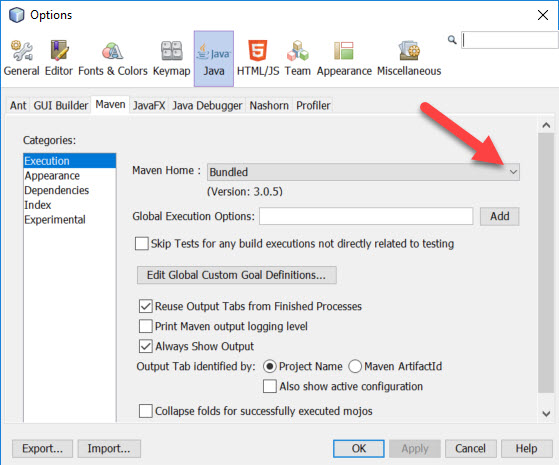 Options
General Editor Fonts & Colors Keymap Java HTML/JS Team Appearance Miscellaneous
Java
Ant GUI Builder Maven JavaFX Java Debugger Nashorn Profiler
Categories:
Execution
Appearance
Dependencies
Index
Experimental
Maven Home : Bundled
(Version: 3.0.5)
Global Execution Options: Add
Skip Tests for any build executions not directly related to testing
Edit Global Custom Goal Definitions...
Reuse Output Tabs from Finished Processes
Print Maven output logging level
Always Show Output
Output Tab identified by: Project Name Maven ArtifactId
Also show active configuration
Collapse folds for successfully executed mojos
Export... Import... OK Apply Cancel Help